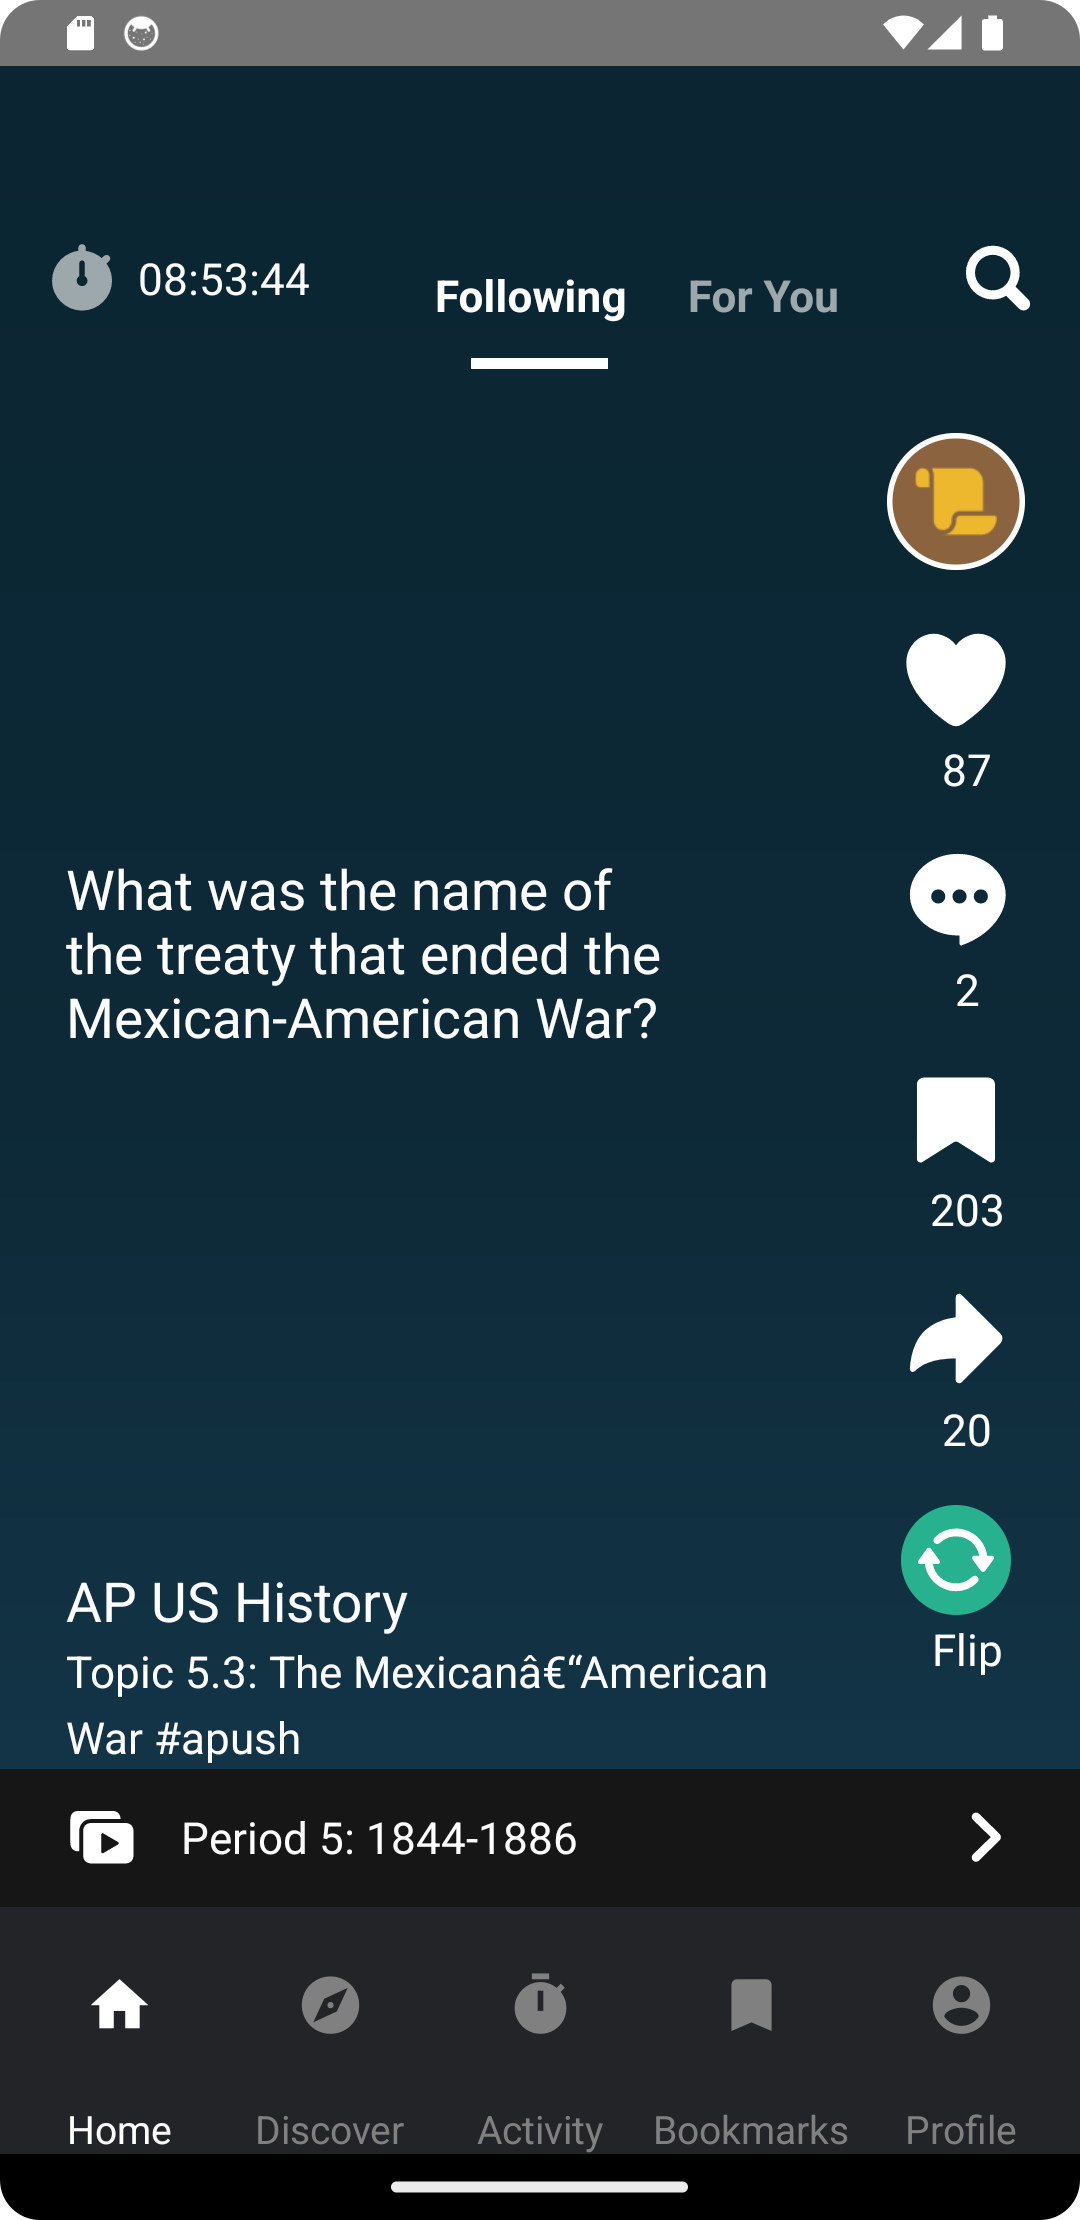 08:53:44
Following
For You
87
What was the name of
the treaty that ended the
Mexican-American War?
2
203
20
AP US History
Flip
Topic 5.3: The Mexicanâ€“American
War #apush
Period 5: 1844-1886
Home
Discover
Activity
Bookmarks
Profile